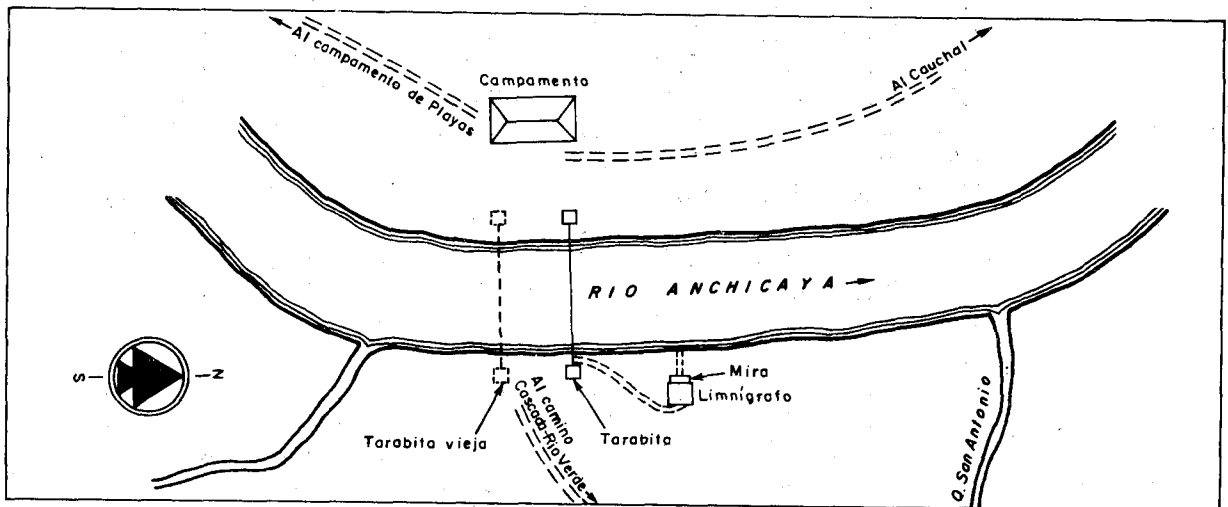 Al campamento de Playas
Campamento
Al Cauchal
RIO ANCHICAYA
S
N
Mira
Limnígrafo
Tarabita vieja
Al camino
Cascada-Rio Verde
Tarabita
Q. San Antonio